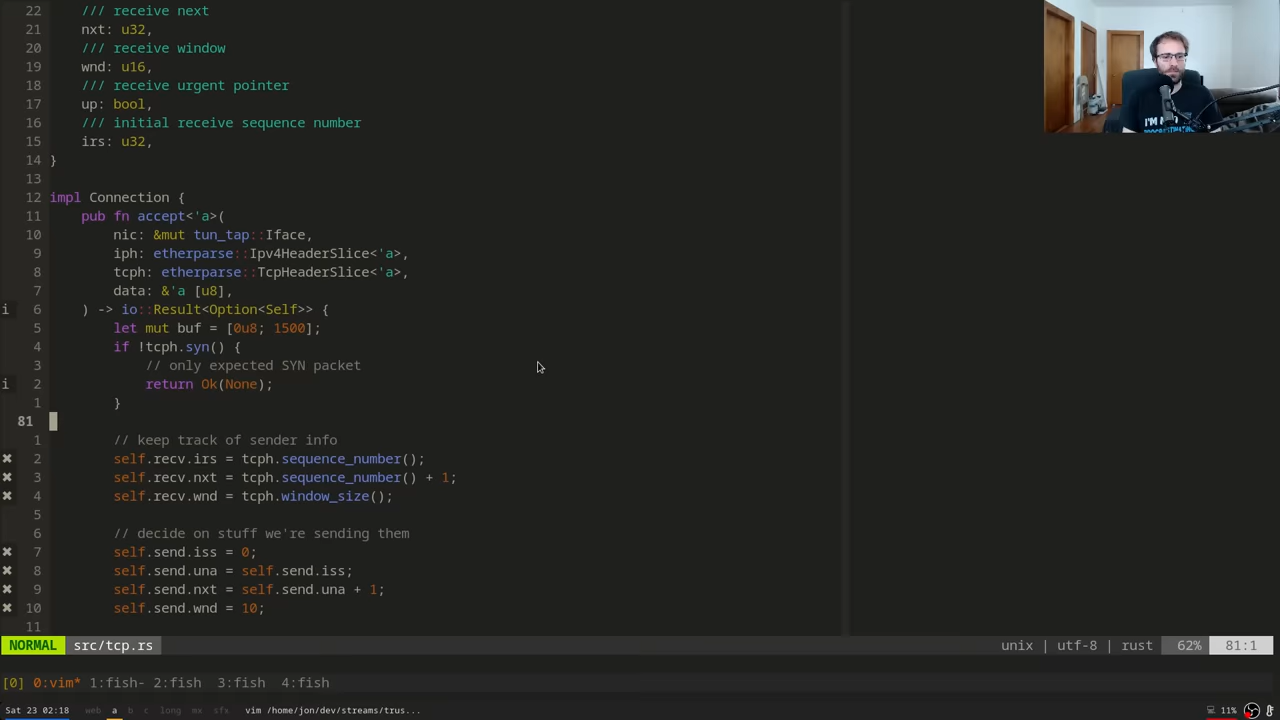 22 /// receive next
21 nxt: u32,
20 /// receive window
19 wnd: u16,
18 /// receive urgent pointer
17 up: bool,
16 /// initial receive sequence number
15 irs: u32,
14 }
13
12 impl Connection {
11 pub fn accept<'a>(
10 nic: &mut tun_tap::Iface,
9 iph: etherparse::Ipv4HeaderSlice<'a>,
8 tcph: etherparse::TcpHeaderSlice<'a>,
7 data: &'a [u8],
i 6 ) -> io::Result<Option<Self>> {
5 let mut buf = [0u8; 1500];
4 if !tcph.syn() {
3 // only expected SYN packet
i 2 return Ok(None);
1 }
81
1 // keep track of sender info
✖ 2 self.recv.irs = tcph.sequence_number();
✖ 3 self.recv.nxt = tcph.sequence_number() + 1;
✖ 4 self.recv.wnd = tcph.window_size();
5
6 // decide on stuff we're sending them
✖ 7 self.send.iss = 0;
✖ 8 self.send.una = self.send.iss;
✖ 9 self.send.nxt = self.send.una + 1;
✖ 10 self.send.wnd = 10;
11
NORMAL src/tcp.rs unix | utf-8 | rust 62% 81:1
[0] 0:vim* 1:fish- 2:fish 3:fish 4:fish
Sat 23 02:18 web a b c long mx sfx vim /home/jon/dev/streams/trus... 11%
I'M A